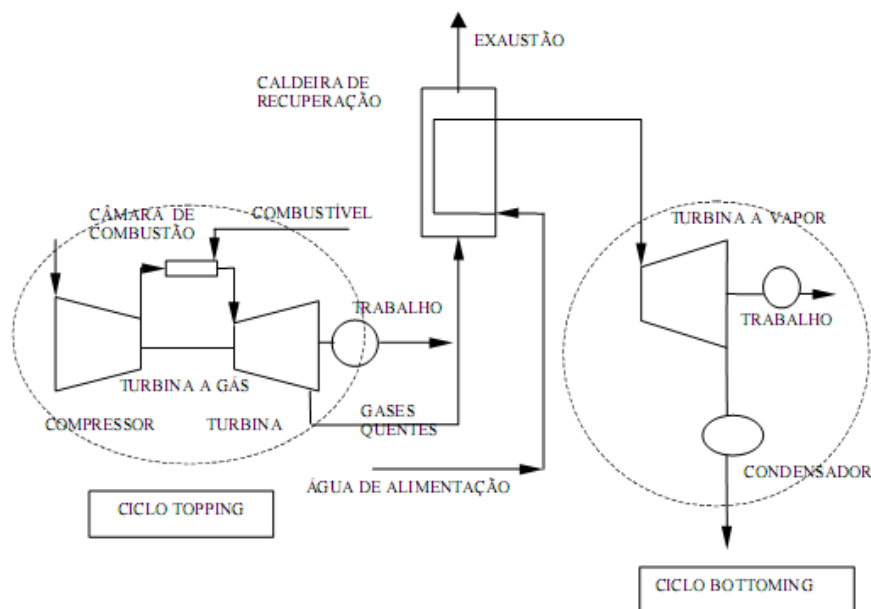 EXAUSTÃO
CALDEIRA DE
RECUPERAÇÃO
CÂMARA DE
COMBUSTÃO
COMBUSTÍVEL
TURBINA A VAPOR
TRABALHO
TRABALHO
TURBINA A GÁS
COMPRESSOR
TURBINA
GASES
QUENTES
CONDENSADOR
ÁGUA DE ALIMENTAÇÃO
CICLO TOPPING
CICLO BOTTOMING